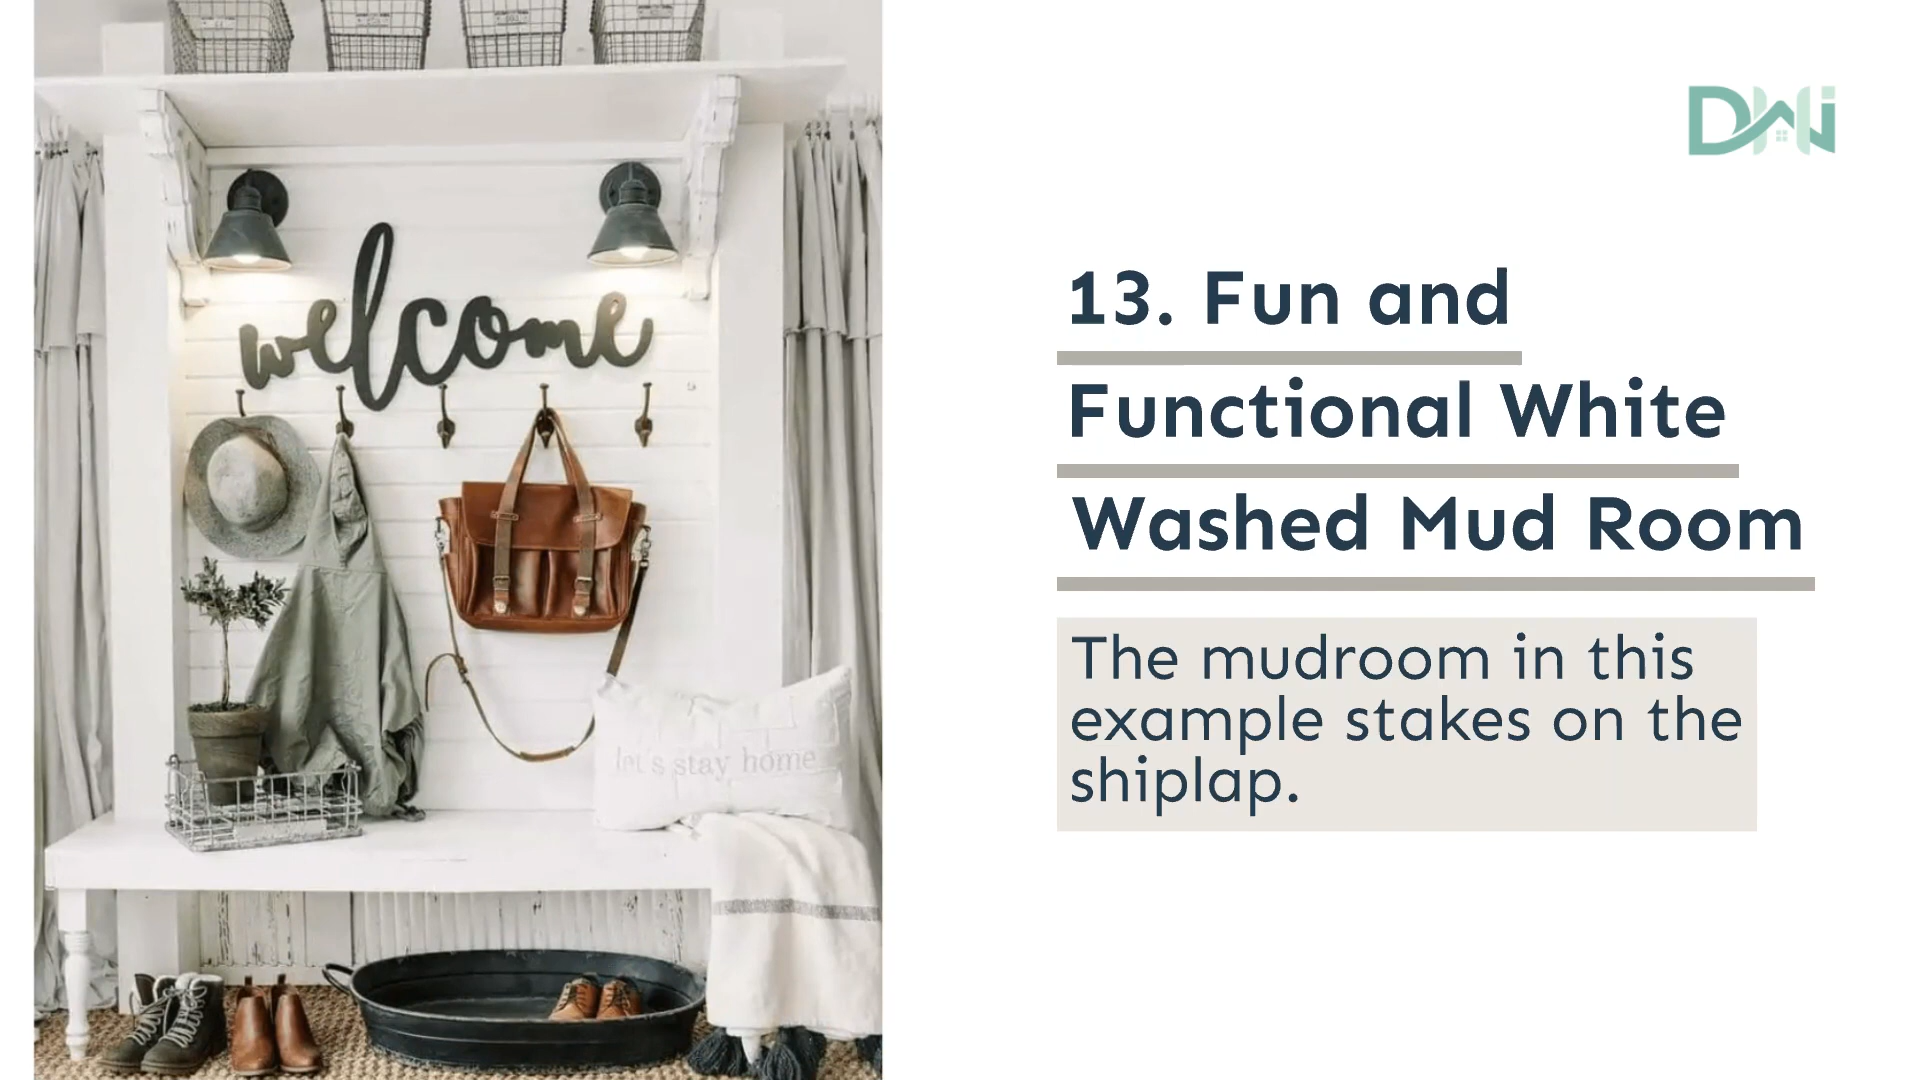 DWi
welcome
let's stay home
13. Fun and
Functional White
Washed Mud Room
The mudroom in this
example stakes on the
shiplap.